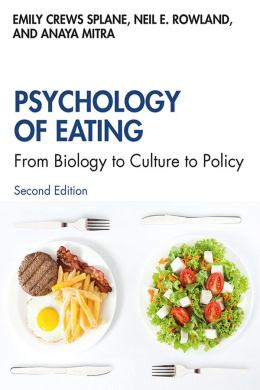 EMILY CREWS SPLANE, NEIL E. ROWLAND,
AND ANAYA MITRA
PSYCHOLOGY
OF EATING
From Biology to Culture to Policy
Second Edition